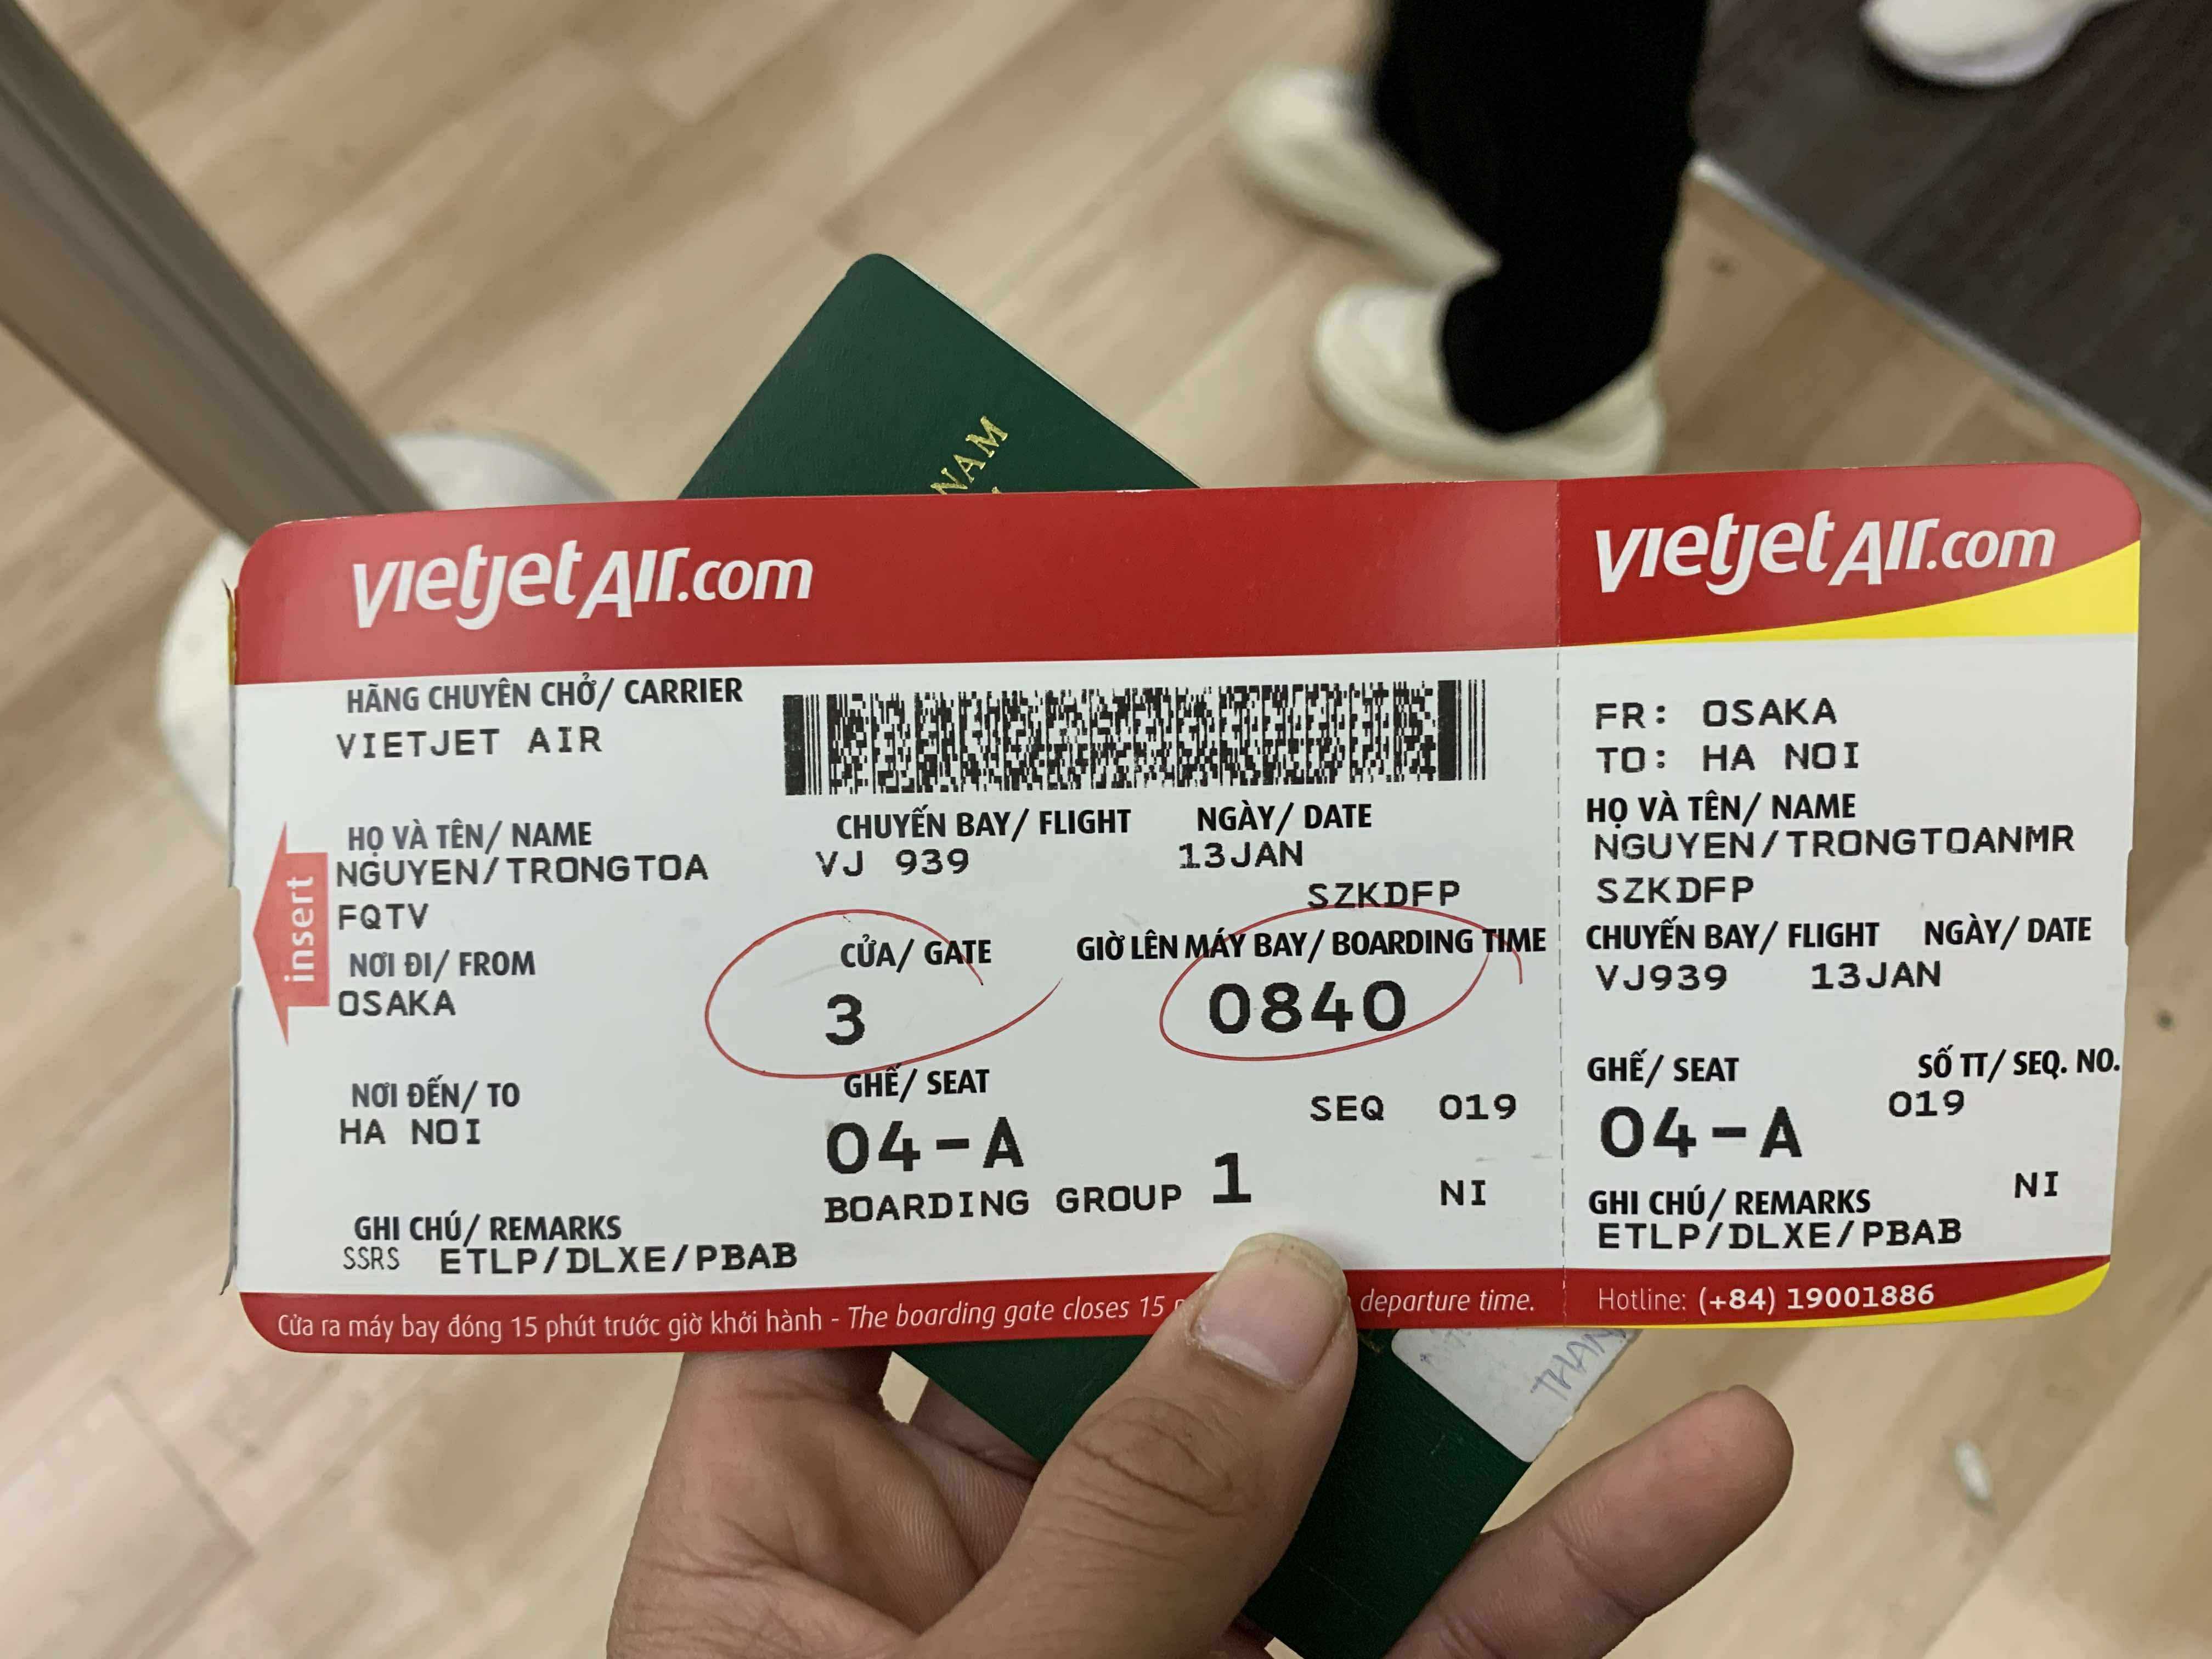 NAM
vietjetAir.com
HÃNG CHUYÊN CHỞ/ CARRIER
VIETJET AIR
HỌ VÀ TÊN/ NAME
NGUYEN/TRONGTOA
FQTV
NƠI ĐI/ FROM
OSAKA
NƠI ĐẾN/ TO
HA NOI
GHI CHÚ/ REMARKS
SSRS ETLP/DLXE/PBAB
insert
CHUYẾN BAY/ FLIGHT NGÀY/ DATE
VJ 939 13JAN
SZKDFP
CỬA/ GATE GIỜ LÊN MÁY BAY/ BOARDING TIME
3 0840
GHẾ/ SEAT
04-A SEQ 019
BOARDING GROUP 1 NI
Cửa ra máy bay đóng 15 phút trước giờ khởi hành - The boarding gate closes 15 departure time.
vietjetAir.com
FR: OSAKA
TO: HA NOI
HỌ VÀ TÊN/ NAME
NGUYEN/TRONGTOANMR
SZKDFP
CHUYẾN BAY/ FLIGHT NGÀY/ DATE
VJ939 13JAN
GHẾ/ SEAT SỐ TT/ SEQ. NO.
04-A 019
NI
GHI CHÚ/ REMARKS
ETLP/DLXE/PBAB
Hotline: (+84) 19001886
THAN